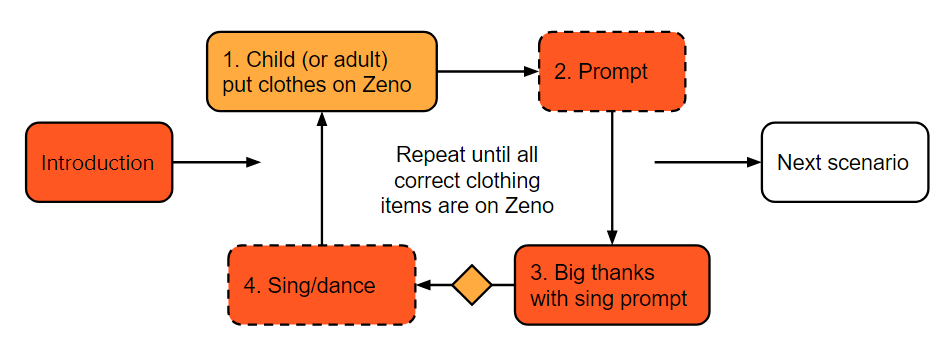 1. Child (or adult)
put clothes on Zeno
2. Prompt
Introduction
Repeat until all
correct clothing
items are on Zeno
Next scenario
4. Sing/dance
3. Big thanks
with sing prompt